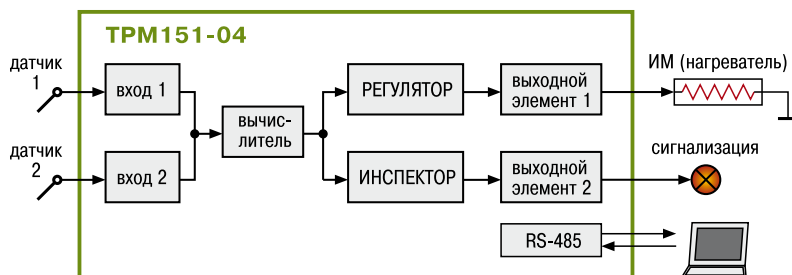 ТРМ151-04
датчик
1
вход 1
РЕГУЛЯТОР
выходной
элемент 1
ИМ (нагреватель)
вычис-
литель
датчик
2
вход 2
ИНСПЕКТОР
выходной
элемент 2
сигнализация
RS-485